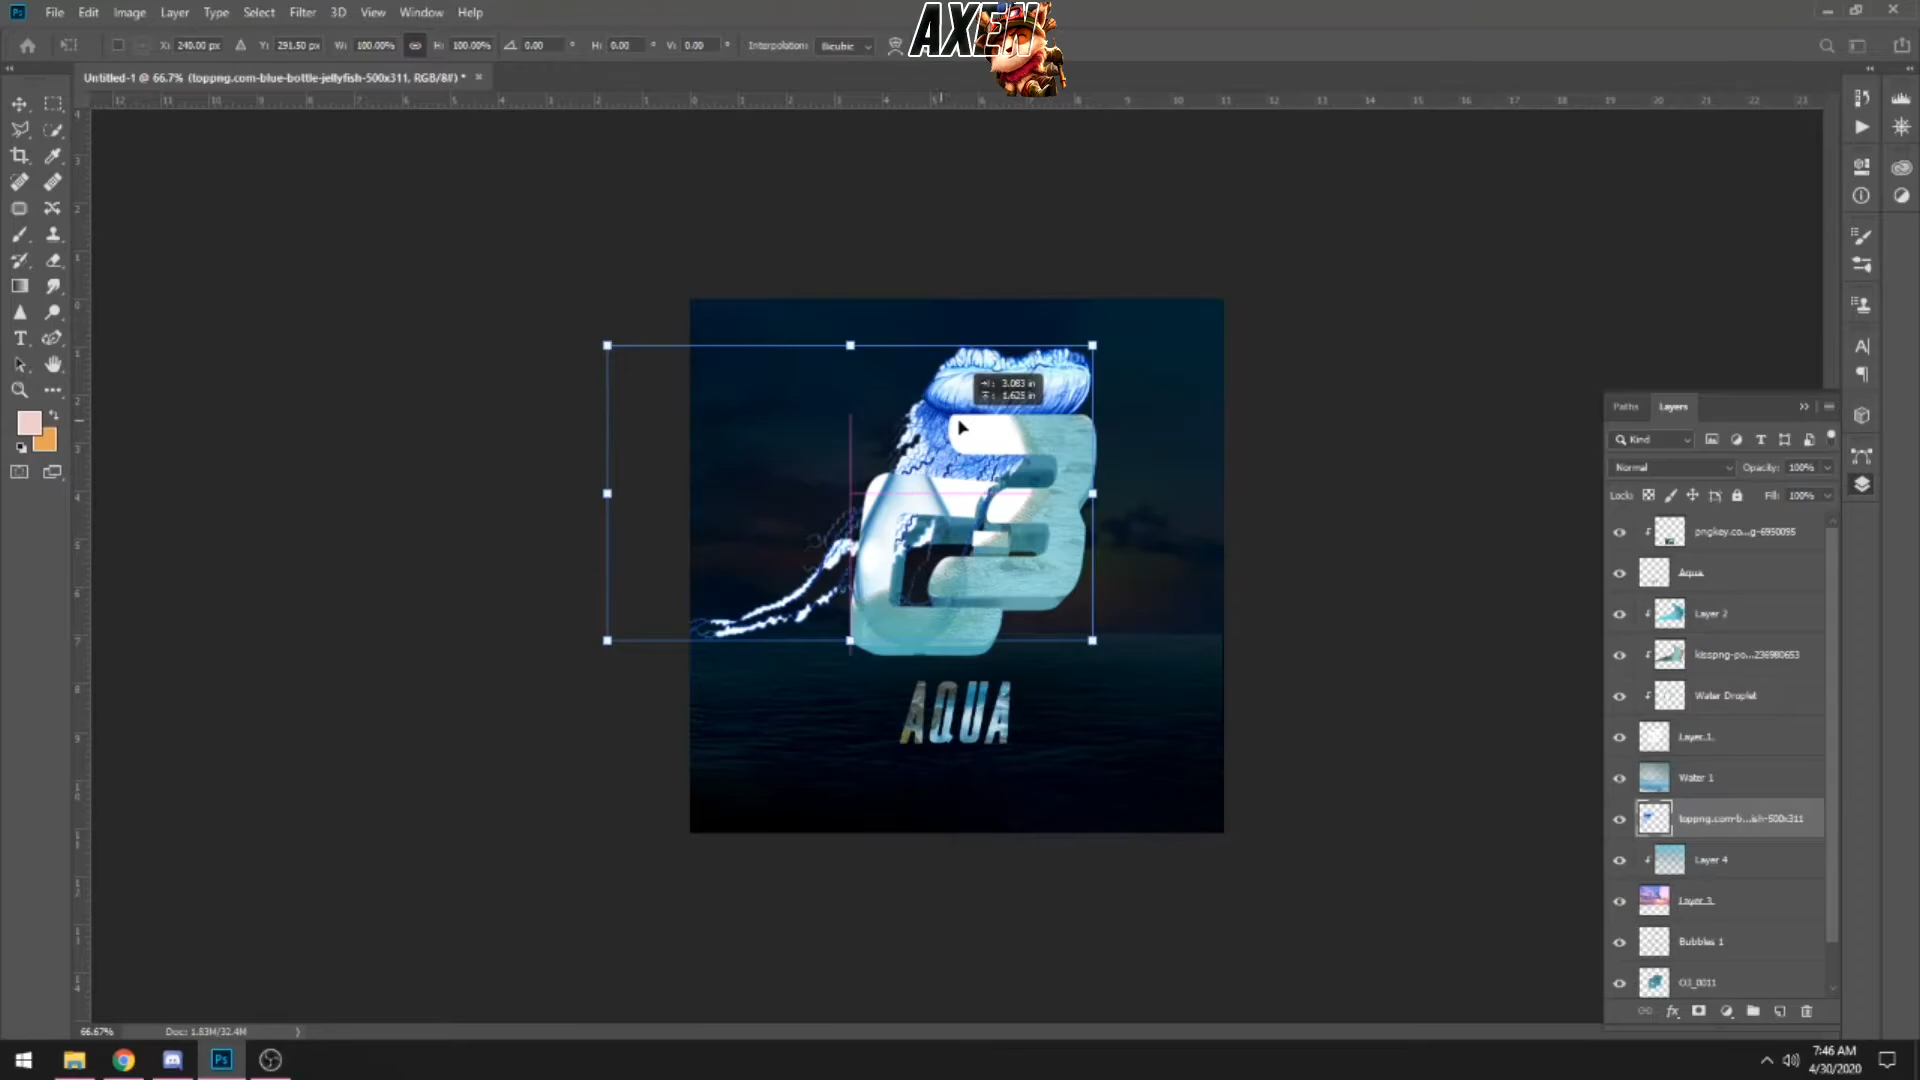 File Edit Image Layer Type Select Filter 3D View Window Help
AXEN
X: 240.00 px Y: 291.50 px W: 100.00% H: 100.00% 0.00 ° H: 0.00 ° V: 0.00 ° Interpolation: Bicubic
Untitled-1 @ 66.7% (toppng.com-blue-bottle-jellyfish-500x311, RGB/8#) *
3.083 in
1.625 in
AQUA
Paths Layers
Kind
Normal Opacity: 100%
Lock: Fill: 100%
pngkey.co...g-6950095
Aqua
Layer 2
kisspng-po...236980653
Water Droplet
Layer 1
Water 1
toppng.com-b...ish-500x311
Layer 4
Layer 3
Bubbles 1
O3_0011
66.67% Doc: 1.83M/32.4M
7:46 AM
4/30/2020